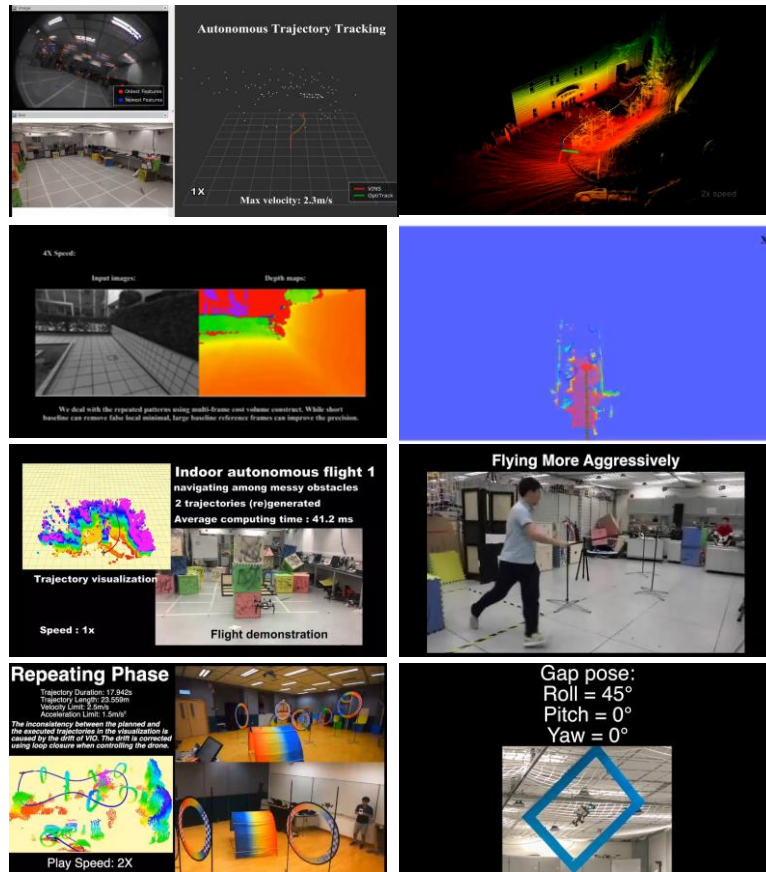 Image
Oldest Features
Newest Features
Autonomous Trajectory Tracking
1X
Max velocity: 2.3m/s
VINS
OptiTrack
2x speed
4X Speed:
Input images:
Depth maps:
We deal with the repeated patterns using multi-frame cost volume construct. While short
baseline can remove false local minimal, large baseline reference frames can improve the precision.
X
Indoor autonomous flight 1
navigating among messy obstacles
2 trajectories (re)generated
Average computing time : 41.2 ms
Trajectory visualization
Speed : 1x
Flight demonstration
Flying More Aggressively
Repeating Phase
Trajectory Duration: 17.942s
Trajectory Length: 23.559m
Velocity Limit: 2.5m/s
Acceleration Limit: 1.5m/s²
The inconsistency between the planned and
the executed trajectories in the visualization is
caused by the drift of VIO. The drift is corrected
using loop closure when controlling the drone.
Play Speed: 2X
Gap pose:
Roll = 45°
Pitch = 0°
Yaw = 0°